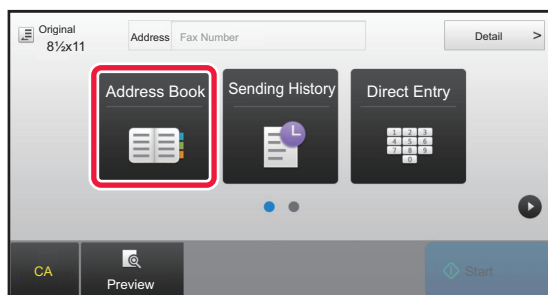 Original
8½x11
Address Fax Number
Detail >
Address Book
Sending History
Direct Entry
1 2 3
4 5 6
7 8 9
0
CA
Preview
Start